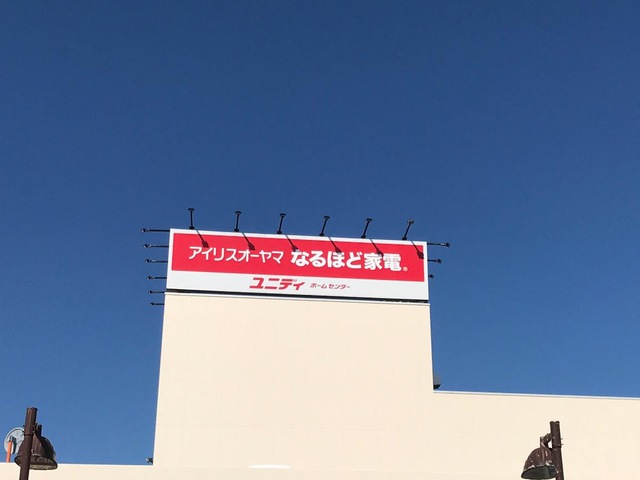 アイリスオーヤマ なるほど家電。
ユニディ ホームセンター